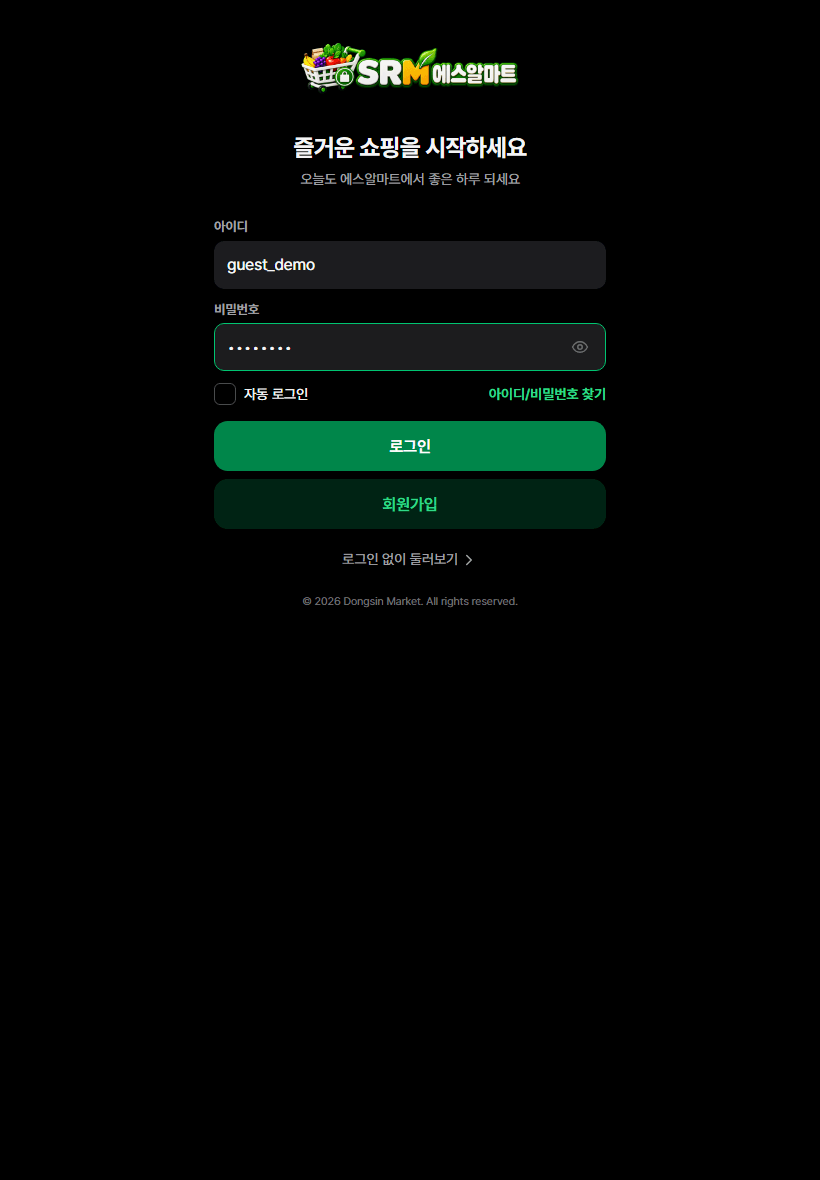 SRM 에스알마트
즐거운 쇼핑을 시작하세요
오늘도 에스알마트에서 좋은 하루 되세요
아이디
guest_demo
비밀번호
••••••••
자동 로그인 아이디/비밀번호 찾기
로그인
회원가입
로그인 없이 둘러보기 >
© 2026 Dongsin Market. All rights reserved.